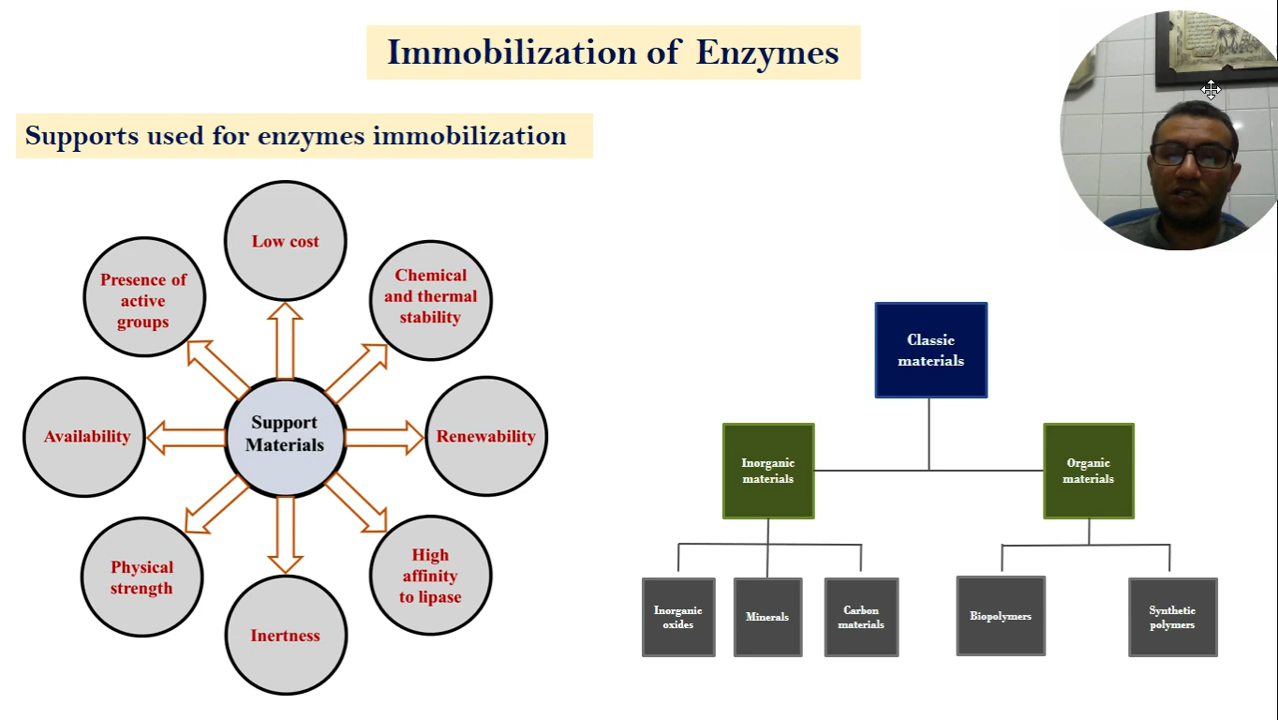 Immobilization of Enzymes
Supports used for enzymes immobilization
Low cost
Presence of
active
groups
Chemical
and thermal
stability
Availability
Support
Materials
Renewability
Physical
strength
High
affinity
to lipase
Inertness
Classic
materials
Inorganic
materials
Organic
materials
Inorganic
oxides
Minerals
Carbon
materials
Biopolymers
Synthetic
polymers